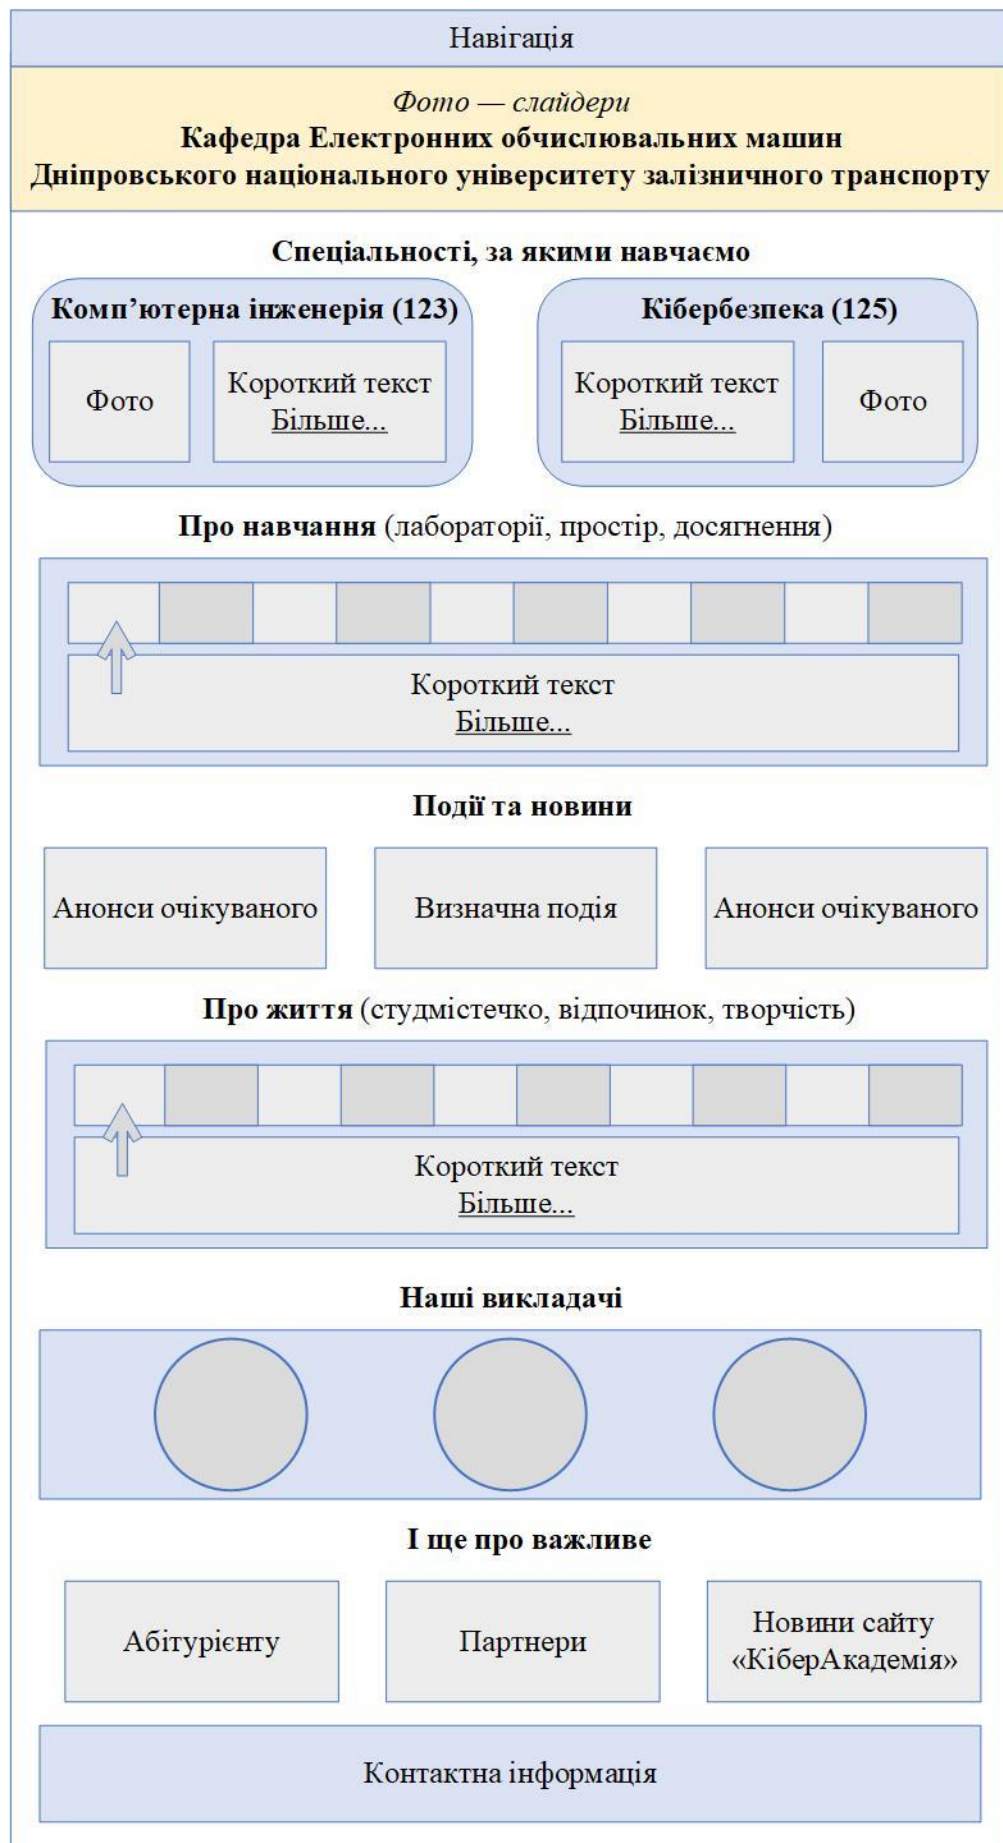 Навігація
Фото — слайдери
Кафедра Електронних обчислювальних машин
Дніпровського національного університету залізничного транспорту
Спеціальності, за якими навчаємо
Комп’ютерна інженерія (123)
Фото
Короткий текст
Більше...
Кібербезпека (125)
Короткий текст
Більше...
Фото
Про навчання (лабораторії, простір, досягнення)
Короткий текст
Більше...
Події та новини
Анонси очікуваного
Визначна подія
Анонси очікуваного
Про життя (студмістечко, відпочинок, творчість)
Короткий текст
Більше...
Наші викладачі
І ще про важливе
Абітурієнту
Партнери
Новини сайту
«КіберАкадемія»
Контактна інформація